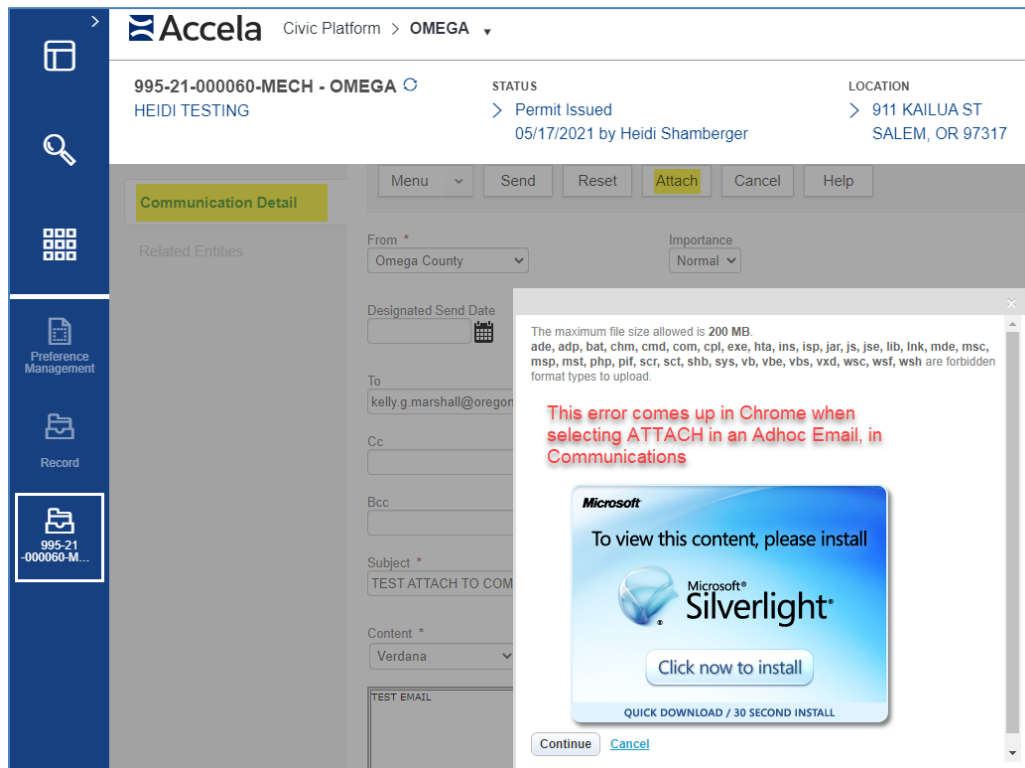 Accela Civic Platform > OMEGA
995-21-000060-MECH - OMEGA
HEIDI TESTING
STATUS
Permit Issued
05/17/2021 by Heidi Shamberger
LOCATION
911 KAILUA ST
SALEM, OR 97317
Preference
Management
Record
995-21
-000060-M...
Communication Detail
Related Entities
Menu Send Reset Attach Cancel Help
From * Importance
Omega County Normal
Designated Send Date
To
kelly.g.marshall@oregon
Cc
Bcc
Subject *
TEST ATTACH TO COM
Content *
Verdana
TEST EMAIL
The maximum file size allowed is 200 MB.
ade, adp, bat, chm, cmd, com, cpl, exe, hta, ins, isp, jar, js, jse, lib, lnk, mde, msc,
msp, mst, php, pif, scr, sct, shb, sys, vb, vbe, vbs, vxd, wsc, wsf, wsh are forbidden
format types to upload.
This error comes up in Chrome when
selecting ATTACH in an Adhoc Email, in
Communications
Microsoft
To view this content, please install
Microsoft®
Silverlight®
Click now to install
QUICK DOWNLOAD / 30 SECOND INSTALL
Continue Cancel